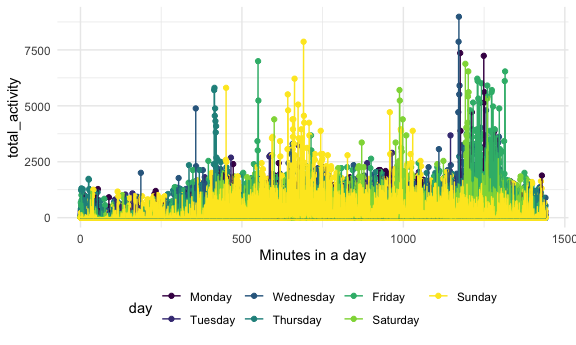 7500
5000
2500
0
total_activity
0 500 1000 1500
Minutes in a day
day
Monday Wednesday Friday Sunday
Tuesday Thursday Saturday